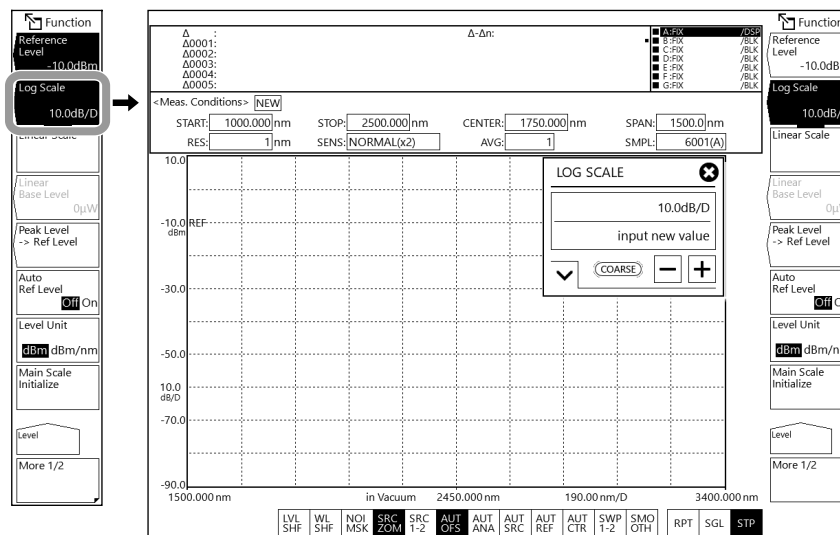 Function
Reference
Level
-10.0dBm
Log Scale
10.0dB/D
Linear Scale
Linear
Base Level
0µW
Peak Level
-> Ref Level
Auto
Ref Level
Off On
Level Unit
dBm dBm/nm
Main Scale
Initialize
Level
More 1/2
Δ :
Δ0001:
Δ0002:
Δ0003:
Δ0004:
Δ0005:
Δ-Δn:
A:FIX /DSP
B:FIX /BLK
C:FIX /BLK
D:FIX /BLK
E:FIX /BLK
F:FIX /BLK
G:FIX /BLK
<Meas. Conditions> NEW
START: 1000.000 nm STOP: 2500.000 nm CENTER: 1750.000 nm SPAN: 1500.0 nm
RES: 1 nm SENS: NORMAL(x2) AVG: 1 SMPL: 6001(A)
10.0
-10.0 REF
dBm
-30.0
-50.0
10.0
dB/D
-70.0
-90.0
LOG SCALE
10.0dB/D
input new value
COARSE
1500.000 nm in Vacuum 2450.000 nm 190.00 nm/D 3400.000 nm
LVL SHF
WL SHF
NOI MSK
SRC ZOM
SRC 1-2
AUT OFS
AUT ANA
AUT SRC
AUT REF
AUT CTR
SWP 1-2
SMO OTH
RPT
SGL
STP
Function
Reference
Level
-10.0dB
Log Scale
10.0dB/
Linear Scale
Linear
Base Level
0µ
Peak Level
-> Ref Level
Auto
Ref Level
Off O
Level Unit
dBm dBm/n
Main Scale
Initialize
Level
More 1/2